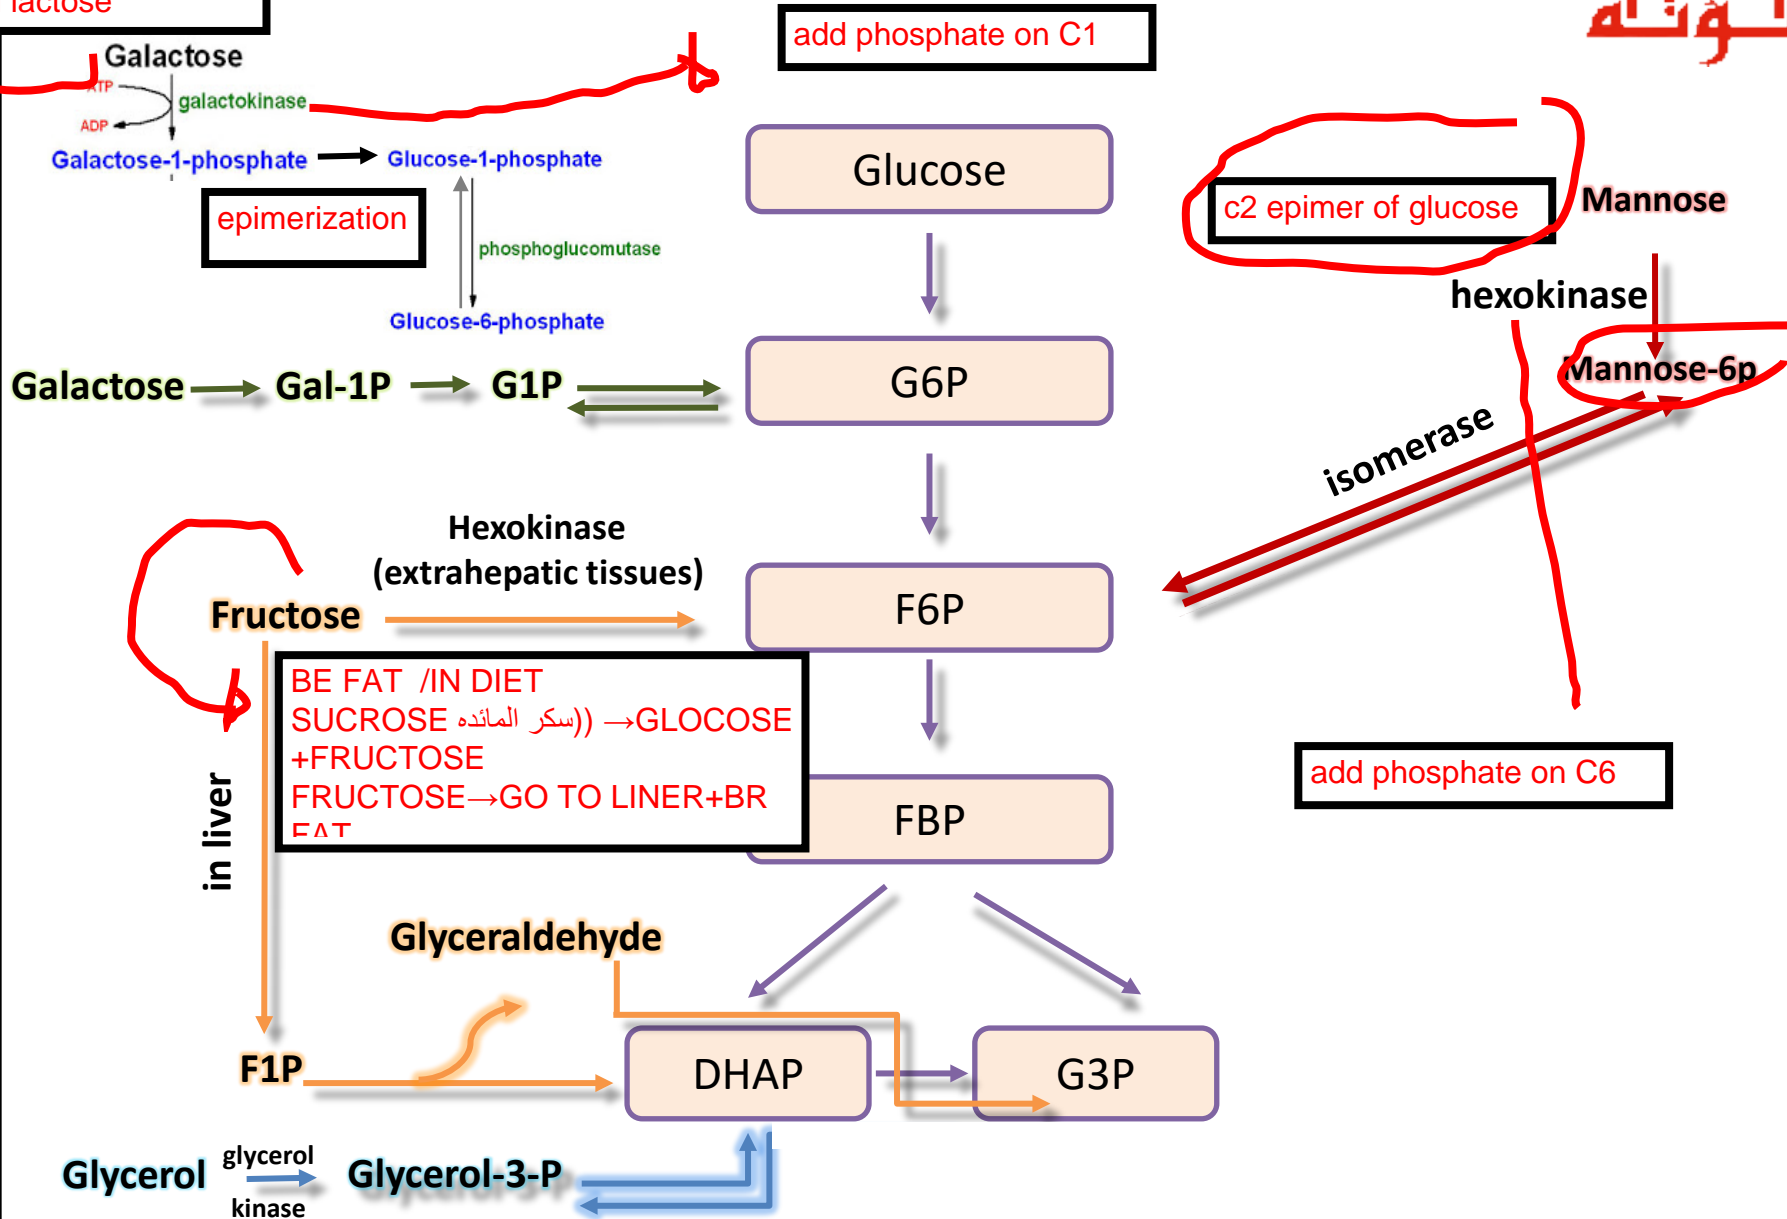 lactose
add phosphate on C1
Galactose
ATP
galactokinase
ADP
Galactose-1-phosphate
Glucose-1-phosphate
epimerization
phosphoglucomutase
Glucose-6-phosphate
Glucose
c2 epimer of glucose
Mannose
hexokinase
Mannose-6p
isomerase
Galactose
Gal-1P
G1P
G6P
Hexokinase
(extrahepatic tissues)
Fructose
F6P
BE FAT /IN DIET
SUCROSE سكر المائده)) →GLOCOSE
+FRUCTOSE
FRUCTOSE→GO TO LINER+BR
FAT
in liver
FBP
add phosphate on C6
Glyceraldehyde
F1P
DHAP
G3P
Glycerol
glycerol
kinase
Glycerol-3-P